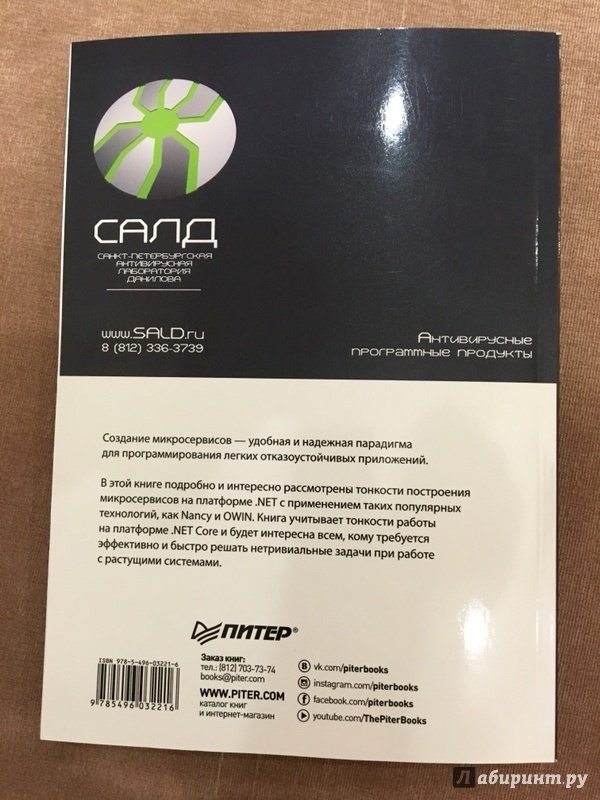 САЛД
САНКТ-ПЕТЕРБУРГСКАЯ
АНТИВИРУСНАЯ
ЛАБОРАТОРИЯ
ДАНИЛОВА
www.SALD.ru
8 (812) 336-3739
Антивирусные
программные продукты
Создание микросервисов — удобная и надежная парадигма
для программирования легких отказоустойчивых приложений.
В этой книге подробно и интересно рассмотрены тонкости построения
микросервисов на платформе .NET с применением таких популярных
технологий, как Nancy и OWIN. Книга учитывает тонкости работы
на платформе .NET Core и будет интересна всем, кому требуется
эффективно и быстро решать нетривиальные задачи при работе
с растущими системами.
ПИТЕР®
ISBN 978-5-496-03221-6
9 785496 032216
Заказ книг:
тел.: (812) 703-73-74
books@piter.com
WWW.PITER.COM
каталог книг
и интернет-магазин
vk.com/piterbooks
instagram.com/piterbooks
facebook.com/piterbooks
youtube.com/ThePiterBooks
Лабиринт.ру